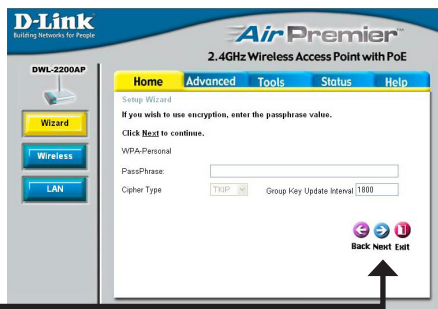 D-Link
Building Networks for People
AirPremier™
2.4GHz Wireless Access Point with PoE
DWL-2200AP
Home Advanced Tools Status Help
Wizard
Wireless
LAN
Setup Wizard
If you wish to use encryption, enter the passphrase value.
Click Next to continue.
WPA-Personal
PassPhrase:
Cipher Type TKIP Group Key Update Interval 1800
Back Next Exit